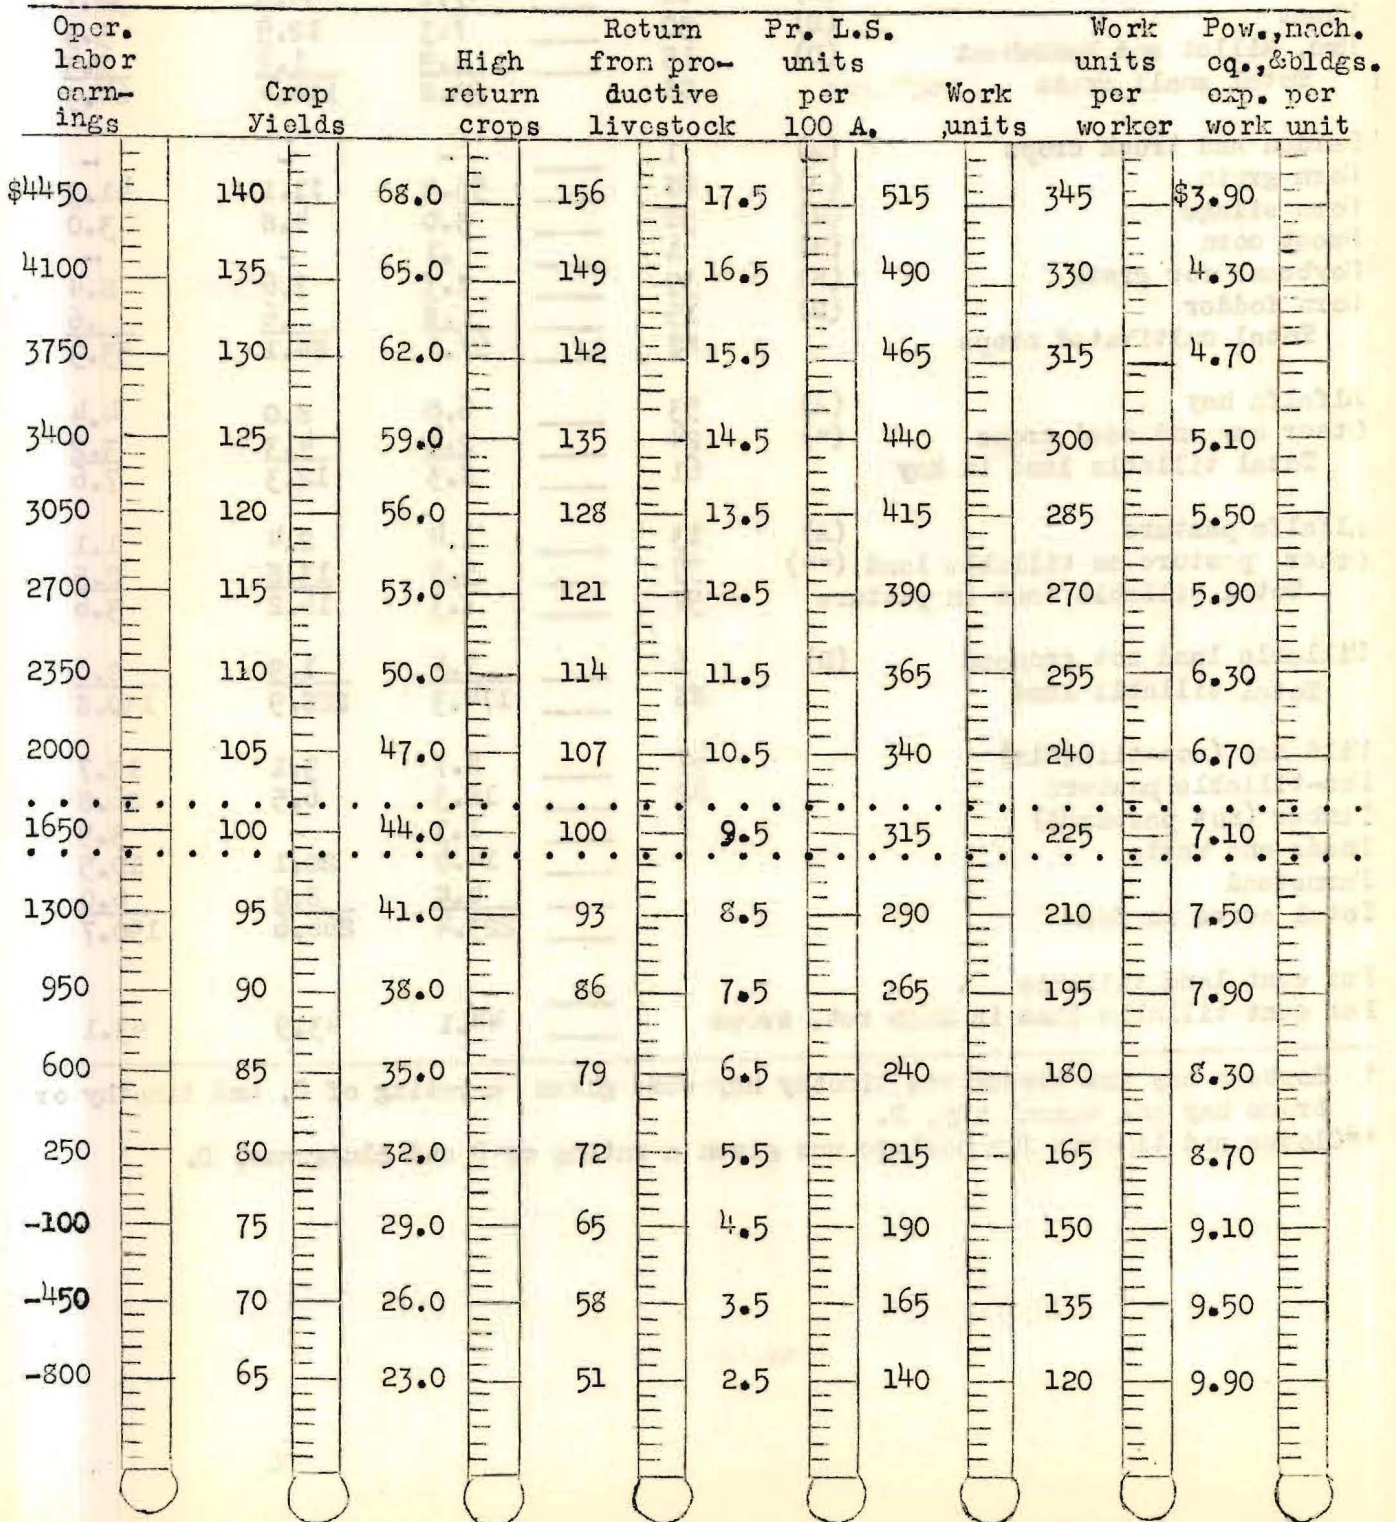 Oper. Return Pr. L.S. Work Pow.,mach.
labor High from pro- units units eq.,&bldgs.
earn- Crop return ductive per Work per exp. per
ings Yields crops livestock 100 A. units worker work unit
$4450 140 68.0 156 17.5 515 345 $3.90
4100 135 65.0 149 16.5 490 330 4.30
3750 130 62.0 142 15.5 465 315 4.70
3400 125 59.0 135 14.5 440 300 5.10
3050 120 56.0 128 13.5 415 285 5.50
2700 115 53.0 121 12.5 390 270 5.90
2350 110 50.0 114 11.5 365 255 6.30
2000 105 47.0 107 10.5 340 240 6.70
1650 100 44.0 100 9.5 315 225 7.10
1300 95 41.0 93 8.5 290 210 7.50
950 90 38.0 86 7.5 265 195 7.90
600 85 35.0 79 6.5 240 180 8.30
250 80 32.0 72 5.5 215 165 8.70
-100 75 29.0 65 4.5 190 150 9.10
-450 70 26.0 58 3.5 165 135 9.50
-800 65 23.0 51 2.5 140 120 9.90